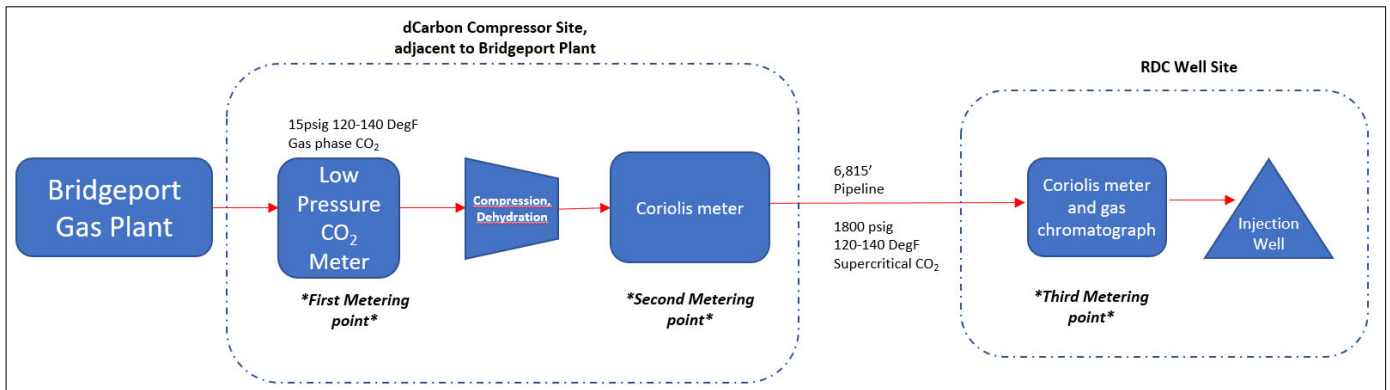 dCarbon Compressor Site,
adjacent to Bridgeport Plant
RDC Well Site
15psig 120-140 DegF
Gas phase CO₂
Bridgeport
Gas Plant
Low
Pressure
CO₂
Meter
Compression,
Dehydration
Coriolis meter
6,815’
Pipeline
1800 psig
120-140 DegF
Supercritical CO₂
Coriolis meter
and gas
chromatograph
Injection
Well
*First Metering
point*
*Second Metering
point*
*Third Metering
point*